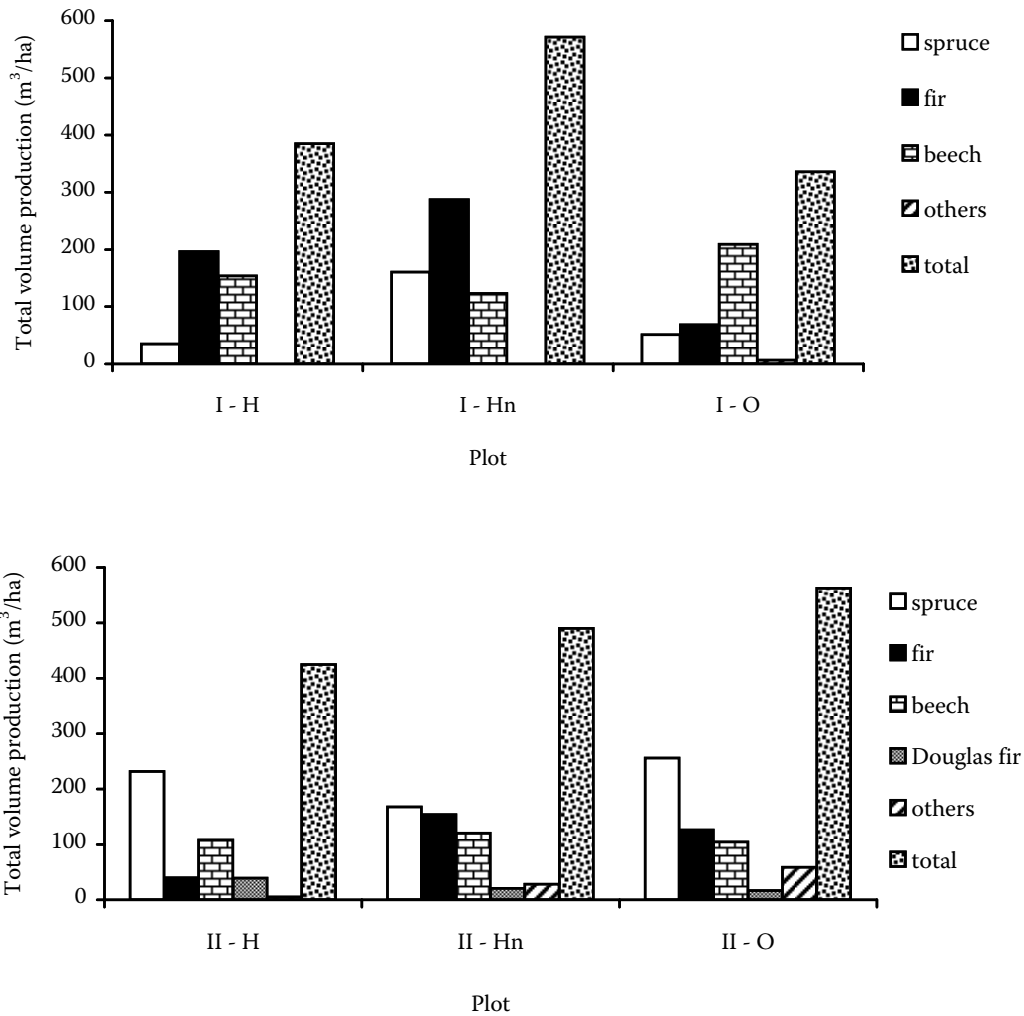 Total volume production (m³/ha)
600
500
400
300
200
100
0
I - H
I - Hn
I - O
Plot
spruce
fir
beech
others
total
Total volume production (m³/ha)
600
500
400
300
200
100
0
II - H
II - Hn
II - O
Plot
spruce
fir
beech
Douglas fir
others
total